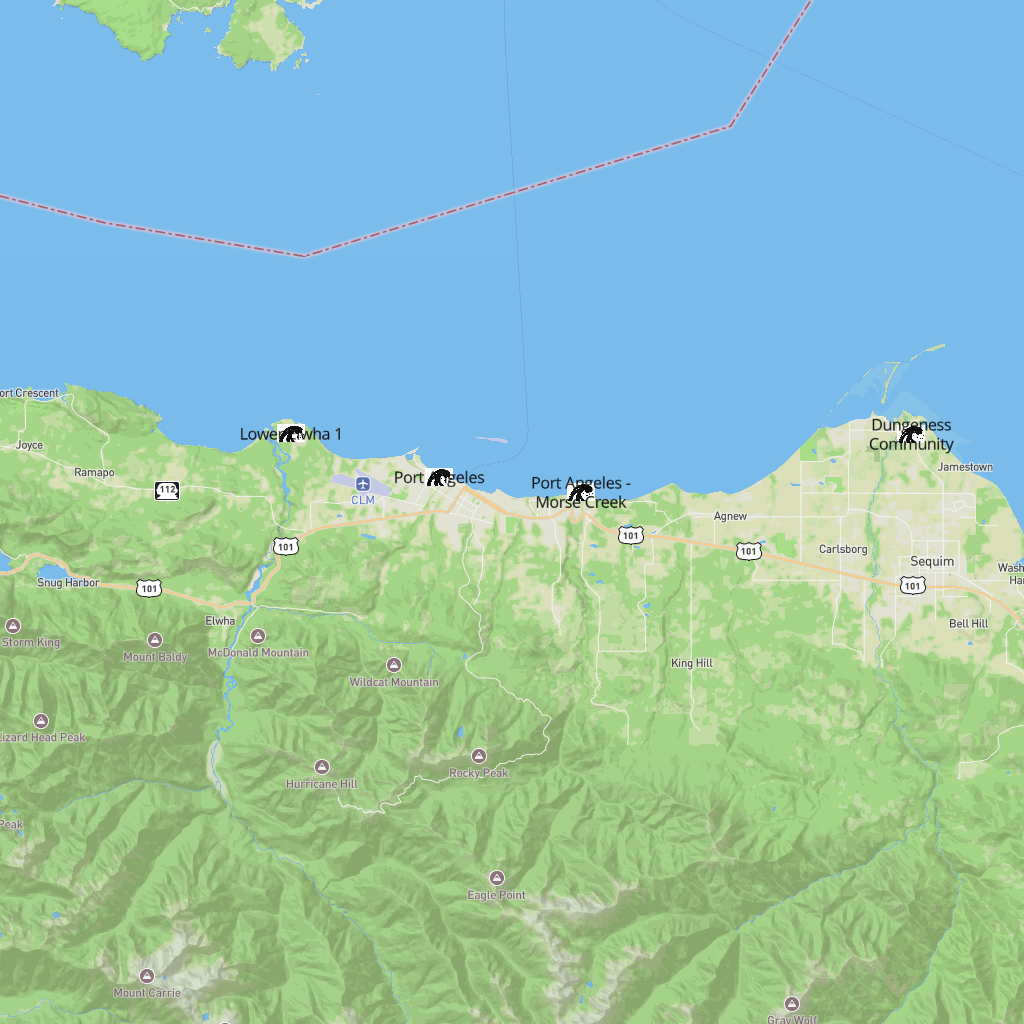 ort Crescent
Dungeness
Community
Lower Elwha 1
Joyce
Jamestown
Ramapo
Port Angeles
Port Angeles -
Morse Creek
112
CLM
Agnew
101
101
101
Carlsborg
Sequim
Wash
Har
Snug Harbor
101
101
Elwha
Bell Hill
Storm King
Mount Baldy
McDonald Mountain
King Hill
Wildcat Mountain
Lizard Head Peak
Rocky Peak
Hurricane Hill
Peak
Eagle Point
Mount Carrie
Gray Wolf